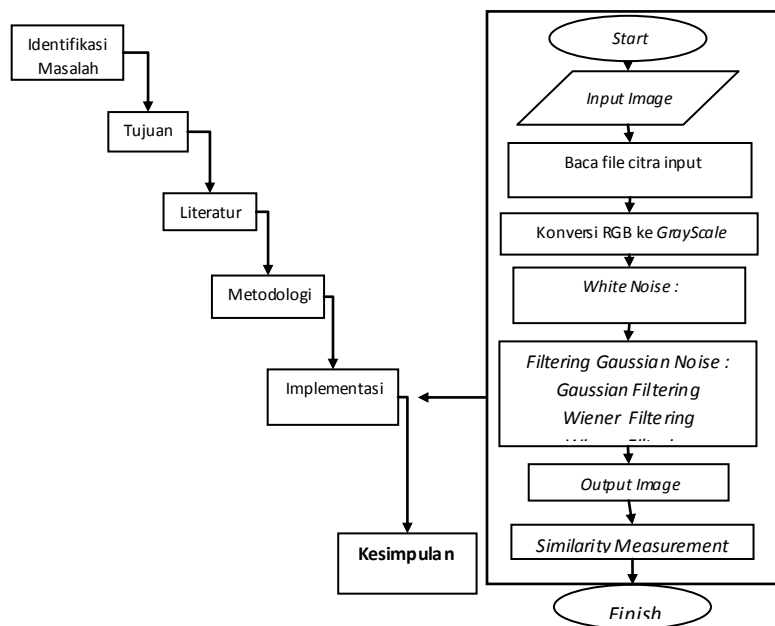 Identifikasi
Masalah
Tujuan
Literatur
Metodologi
Implementasi
Kesimpulan
Start
Input Image
Baca file citra input
Konversi RGB ke GrayScale
White Noise :
Filtering Gaussian Noise :
Gaussian Filtering
Wiener Filtering
Output Image
Similarity Measurement
Finish